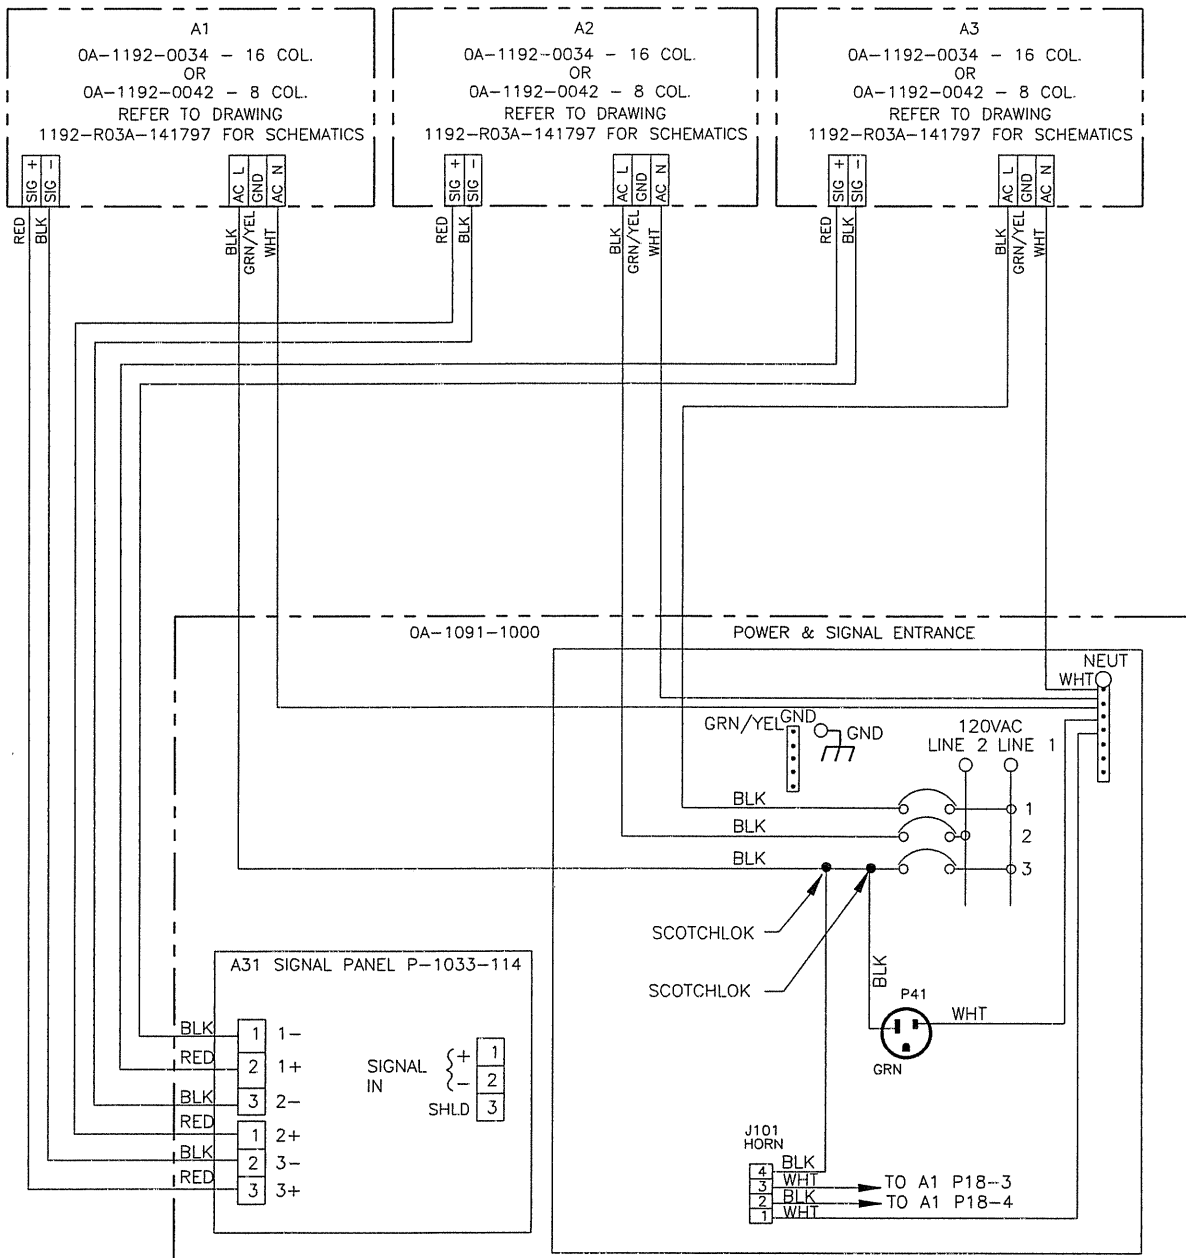 A1
0A-1192-0034 - 16 COL.
OR
0A-1192-0042 - 8 COL.
REFER TO DRAWING
1192-R03A-141797 FOR SCHEMATICS
SIG +
SIG -
AC L
GND
AC N
RED
BLK
BLK
GRN/YEL
WHT
A2
0A-1192-0034 - 16 COL.
OR
0A-1192-0042 - 8 COL.
REFER TO DRAWING
1192-R03A-141797 FOR SCHEMATICS
SIG +
SIG -
AC L
GND
AC N
RED
BLK
BLK
GRN/YEL
WHT
A3
0A-1192-0034 - 16 COL.
OR
0A-1192-0042 - 8 COL.
REFER TO DRAWING
1192-R03A-141797 FOR SCHEMATICS
SIG +
SIG -
AC L
GND
AC N
RED
BLK
BLK
GRN/YEL
WHT
0A-1091-1000
POWER & SIGNAL ENTRANCE
NEUT
WHT
GRN/YEL
GND
GND
120VAC
LINE 2 LINE 1
BLK
1
BLK
2
BLK
3
SCOTCHLOK
SCOTCHLOK
BLK
P41
WHT
GRN
A31 SIGNAL PANEL P-1033-114
BLK 1 1-
RED 2 1+
BLK 3 2-
RED 1 2+
BLK 2 3-
RED 3 3+
SIGNAL
IN
+ 1
- 2
SHLD 3
J101
HORN
4 BLK
3 WHT TO A1 P18-3
2 BLK TO A1 P18-4
1 WHT